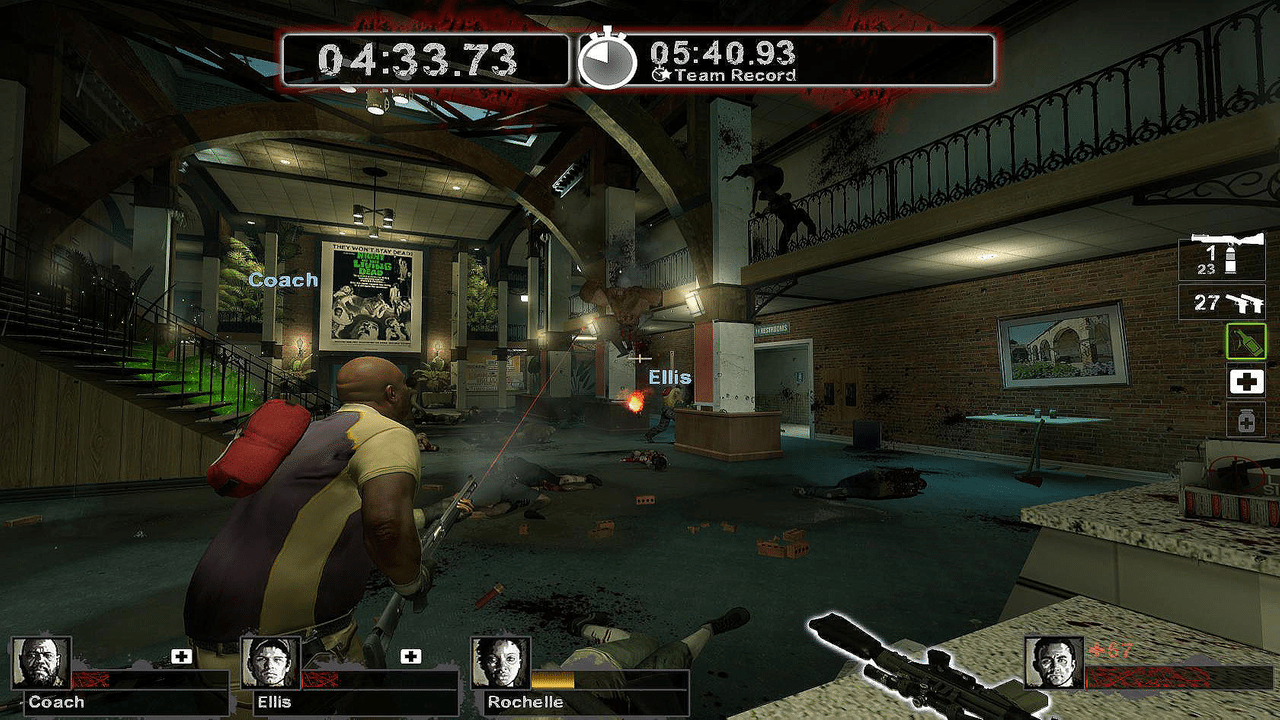 04:33.73
05:40.93
Team Record
THEY WON'T STAY DEAD!
NIGHT
OF THE
LIVING
DEAD
Coach
Ellis
RESTROOMS
1
23
27
+67
Coach
Ellis
Rochelle